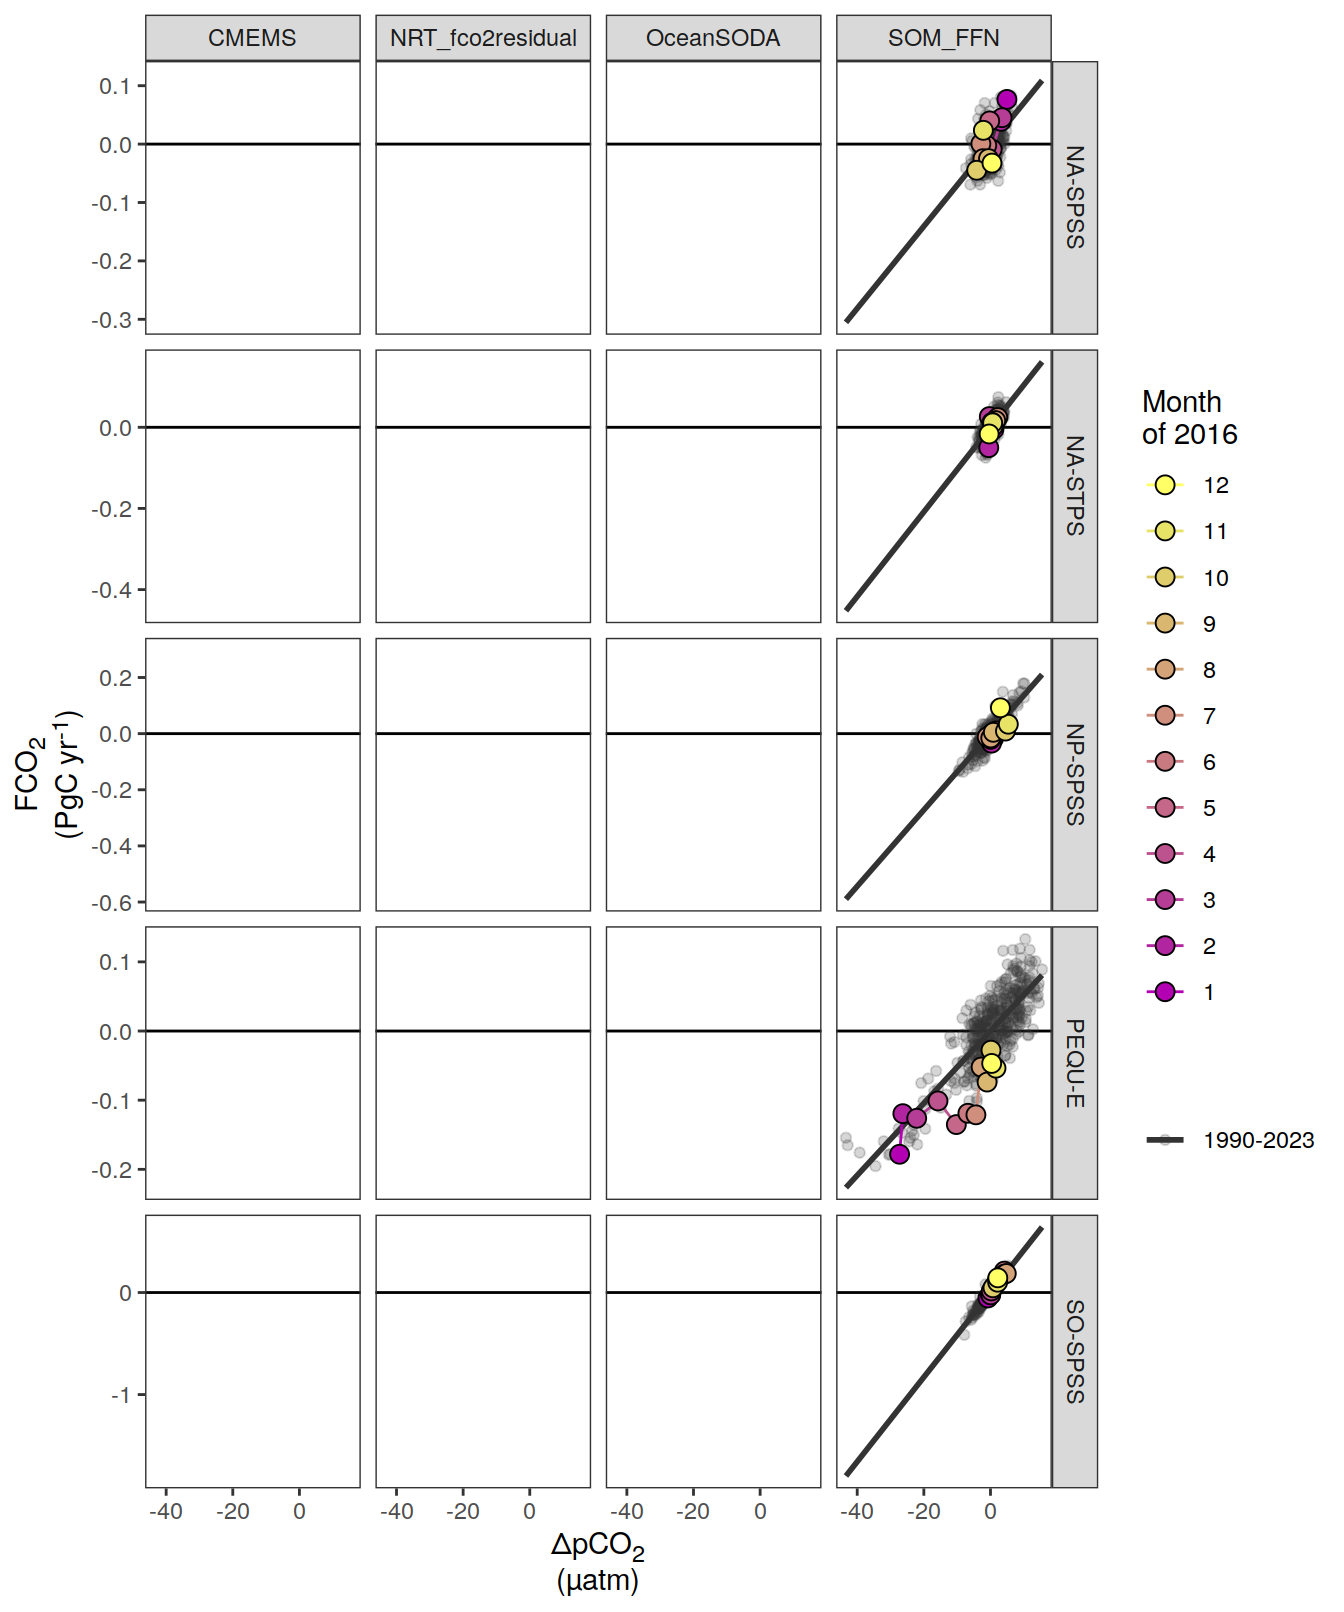 CMEMS NRT_fco2residual OceanSODA SOM_FFN
0.1
0.0
-0.1
-0.2
-0.3
NA-SPSS
0.0
-0.2
-0.4
NA-STPS
0.2
0.0
-0.2
-0.4
-0.6
NP-SPSS
0.1
0.0
-0.1
-0.2
PEQU-E
0
-1
SO-SPSS
-40 -20 0 -40 -20 0 -40 -20 0 -40 -20 0
ΔpCO₂
(µatm)
FCO₂
(PgC yr⁻¹)
Month
of 2016
12
11
10
9
8
7
6
5
4
3
2
1
1990-2023